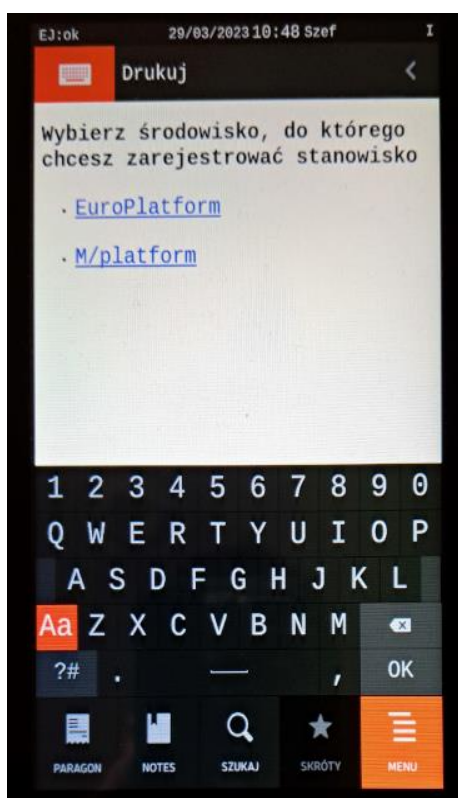 EJ:ok 29/03/2023 10:48 Szef I
Drukuj
Wybierz środowisko, do którego
chcesz zarejestrować stanowisko
. EuroPlatform
. M/platform
1 2 3 4 5 6 7 8 9 0
Q W E R T Y U I O P
A S D F G H J K L
Aa Z X C V B N M
?# . , OK
PARAGON NOTES SZUKAJ SKRÓTY MENU